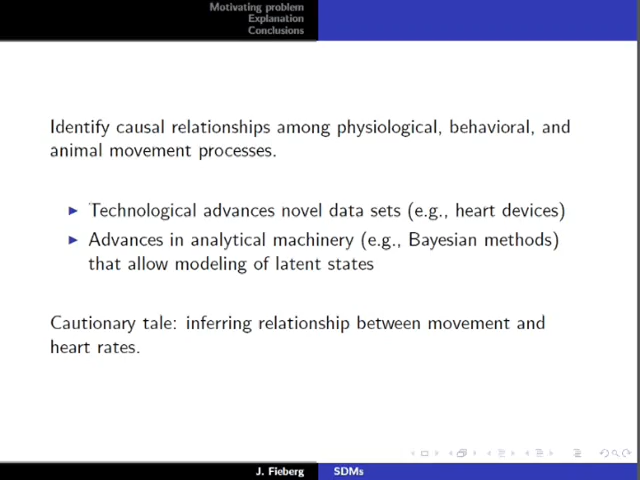 Motivating problem
Explanation
Conclusions
Identify causal relationships among physiological, behavioral, and
animal movement processes.
Technological advances novel data sets (e.g., heart devices)
Advances in analytical machinery (e.g., Bayesian methods)
that allow modeling of latent states
Cautionary tale: inferring relationship between movement and
heart rates.
J. Fieberg SDMs